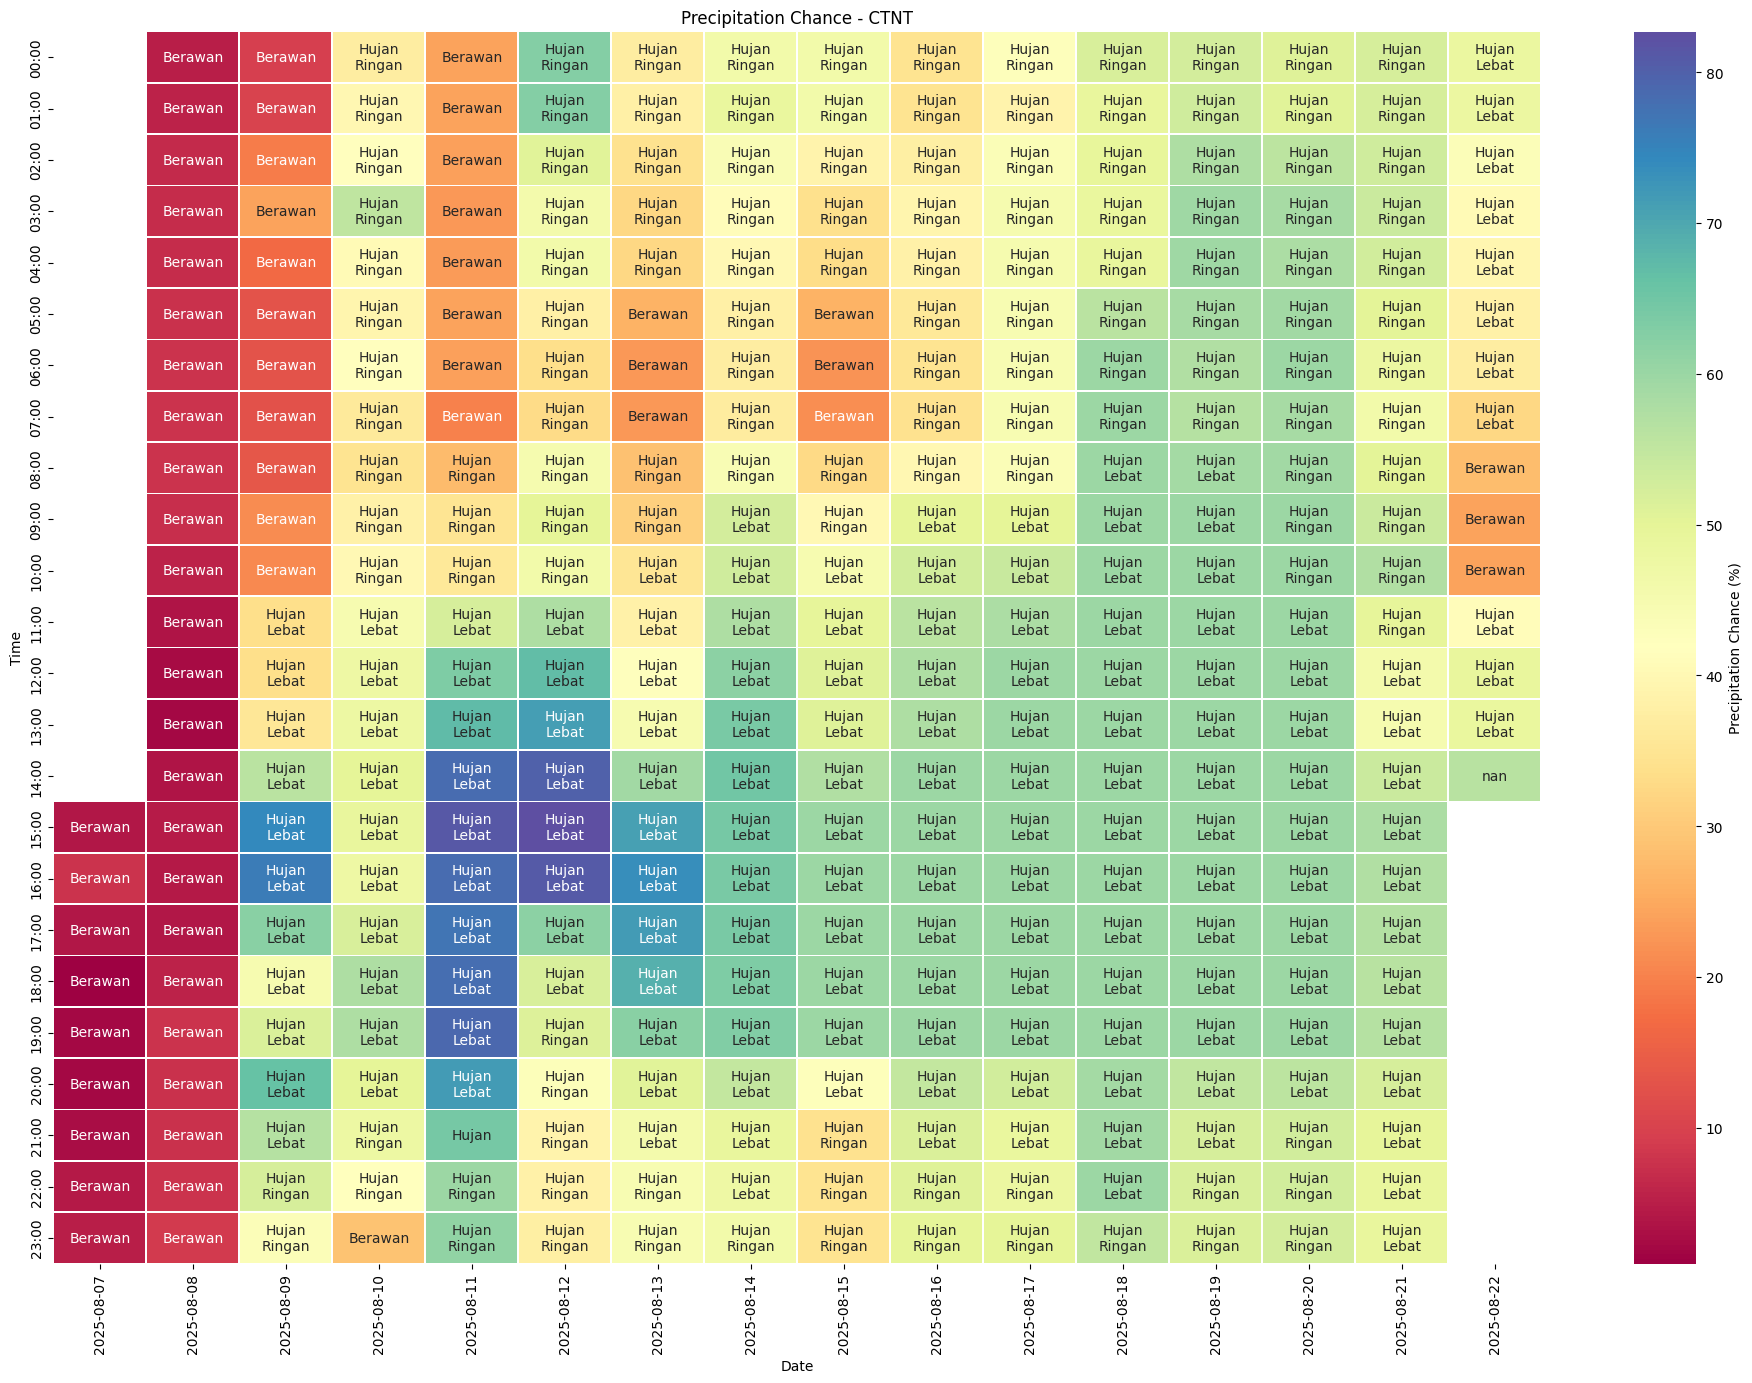 Precipitation Chance - CTNT
00:00 Berawan Berawan Hujan Ringan Berawan Hujan Ringan Hujan Ringan Hujan Ringan Hujan Ringan Hujan Ringan Hujan Ringan Hujan Ringan Hujan Ringan Hujan Ringan Hujan Ringan Hujan Lebat
01:00 Berawan Berawan Hujan Ringan Berawan Hujan Ringan Hujan Ringan Hujan Ringan Hujan Ringan Hujan Ringan Hujan Ringan Hujan Ringan Hujan Ringan Hujan Ringan Hujan Ringan Hujan Lebat
02:00 Berawan Berawan Hujan Ringan Berawan Hujan Ringan Hujan Ringan Hujan Ringan Hujan Ringan Hujan Ringan Hujan Ringan Hujan Ringan Hujan Ringan Hujan Ringan Hujan Ringan Hujan Lebat
03:00 Berawan Berawan Hujan Ringan Berawan Hujan Ringan Hujan Ringan Hujan Ringan Hujan Ringan Hujan Ringan Hujan Ringan Hujan Ringan Hujan Ringan Hujan Ringan Hujan Ringan Hujan Lebat
04:00 Berawan Berawan Hujan Ringan Berawan Hujan Ringan Hujan Ringan Hujan Ringan Hujan Ringan Hujan Ringan Hujan Ringan Hujan Ringan Hujan Ringan Hujan Ringan Hujan Ringan Hujan Lebat
05:00 Berawan Berawan Hujan Ringan Berawan Hujan Ringan Berawan Hujan Ringan Berawan Hujan Ringan Hujan Ringan Hujan Ringan Hujan Ringan Hujan Ringan Hujan Ringan Hujan Lebat
06:00 Berawan Berawan Hujan Ringan Berawan Hujan Ringan Berawan Hujan Ringan Berawan Hujan Ringan Hujan Ringan Hujan Ringan Hujan Ringan Hujan Ringan Hujan Ringan Hujan Lebat
07:00 Berawan Berawan Hujan Ringan Berawan Hujan Ringan Berawan Hujan Ringan Berawan Hujan Ringan Hujan Ringan Hujan Ringan Hujan Ringan Hujan Ringan Hujan Ringan Hujan Lebat
08:00 Berawan Berawan Hujan Ringan Hujan Ringan Hujan Ringan Hujan Ringan Hujan Ringan Hujan Ringan Hujan Ringan Hujan Ringan Hujan Lebat Hujan Lebat Hujan Ringan Hujan Ringan Berawan
09:00 Berawan Berawan Hujan Ringan Hujan Ringan Hujan Ringan Hujan Ringan Hujan Lebat Hujan Ringan Hujan Lebat Hujan Lebat Hujan Lebat Hujan Lebat Hujan Ringan Hujan Ringan Berawan
10:00 Berawan Berawan Hujan Ringan Hujan Ringan Hujan Ringan Hujan Lebat Hujan Lebat Hujan Lebat Hujan Lebat Hujan Lebat Hujan Lebat Hujan Lebat Hujan Ringan Hujan Ringan Berawan
11:00 Berawan Hujan Lebat Hujan Lebat Hujan Lebat Hujan Lebat Hujan Lebat Hujan Lebat Hujan Lebat Hujan Lebat Hujan Lebat Hujan Lebat Hujan Lebat Hujan Lebat Hujan Ringan Hujan Lebat
12:00 Berawan Hujan Lebat Hujan Lebat Hujan Lebat Hujan Lebat Hujan Lebat Hujan Lebat Hujan Lebat Hujan Lebat Hujan Lebat Hujan Lebat Hujan Lebat Hujan Lebat Hujan Lebat Hujan Lebat
13:00 Berawan Hujan Lebat Hujan Lebat Hujan Lebat Hujan Lebat Hujan Lebat Hujan Lebat Hujan Lebat Hujan Lebat Hujan Lebat Hujan Lebat Hujan Lebat Hujan Lebat Hujan Lebat Hujan Lebat
14:00 Berawan Hujan Lebat Hujan Lebat Hujan Lebat Hujan Lebat Hujan Lebat Hujan Lebat Hujan Lebat Hujan Lebat Hujan Lebat Hujan Lebat Hujan Lebat Hujan Lebat Hujan Lebat nan
15:00 Berawan Berawan Hujan Lebat Hujan Lebat Hujan Lebat Hujan Lebat Hujan Lebat Hujan Lebat Hujan Lebat Hujan Lebat Hujan Lebat Hujan Lebat Hujan Lebat Hujan Lebat Hujan Lebat
16:00 Berawan Berawan Hujan Lebat Hujan Lebat Hujan Lebat Hujan Lebat Hujan Lebat Hujan Lebat Hujan Lebat Hujan Lebat Hujan Lebat Hujan Lebat Hujan Lebat Hujan Lebat Hujan Lebat
17:00 Berawan Berawan Hujan Lebat Hujan Lebat Hujan Lebat Hujan Lebat Hujan Lebat Hujan Lebat Hujan Lebat Hujan Lebat Hujan Lebat Hujan Lebat Hujan Lebat Hujan Lebat Hujan Lebat
18:00 Berawan Berawan Hujan Lebat Hujan Lebat Hujan Lebat Hujan Lebat Hujan Lebat Hujan Lebat Hujan Lebat Hujan Lebat Hujan Lebat Hujan Lebat Hujan Lebat Hujan Lebat Hujan Lebat
19:00 Berawan Berawan Hujan Lebat Hujan Lebat Hujan Lebat Hujan Ringan Hujan Lebat Hujan Lebat Hujan Lebat Hujan Lebat Hujan Lebat Hujan Lebat Hujan Lebat Hujan Lebat Hujan Lebat
20:00 Berawan Berawan Hujan Lebat Hujan Lebat Hujan Lebat Hujan Ringan Hujan Lebat Hujan Lebat Hujan Lebat Hujan Lebat Hujan Lebat Hujan Lebat Hujan Lebat Hujan Lebat Hujan Lebat
21:00 Berawan Berawan Hujan Lebat Hujan Ringan Hujan Hujan Ringan Hujan Lebat Hujan Lebat Hujan Ringan Hujan Lebat Hujan Lebat Hujan Lebat Hujan Lebat Hujan Ringan Hujan Lebat
22:00 Berawan Berawan Hujan Ringan Hujan Ringan Hujan Ringan Hujan Ringan Hujan Ringan Hujan Lebat Hujan Ringan Hujan Ringan Hujan Ringan Hujan Lebat Hujan Ringan Hujan Ringan Hujan Lebat
23:00 Berawan Berawan Hujan Ringan Berawan Hujan Ringan Hujan Ringan Hujan Ringan Hujan Ringan Hujan Ringan Hujan Ringan Hujan Ringan Hujan Ringan Hujan Ringan Hujan Ringan Hujan Lebat
Time
2025-08-07 2025-08-08 2025-08-09 2025-08-10 2025-08-11 2025-08-12 2025-08-13 2025-08-14 2025-08-15 2025-08-16 2025-08-17 2025-08-18 2025-08-19 2025-08-20 2025-08-21 2025-08-22
Date
80
70
60
50
40
30
20
10
Precipitation Chance (%)